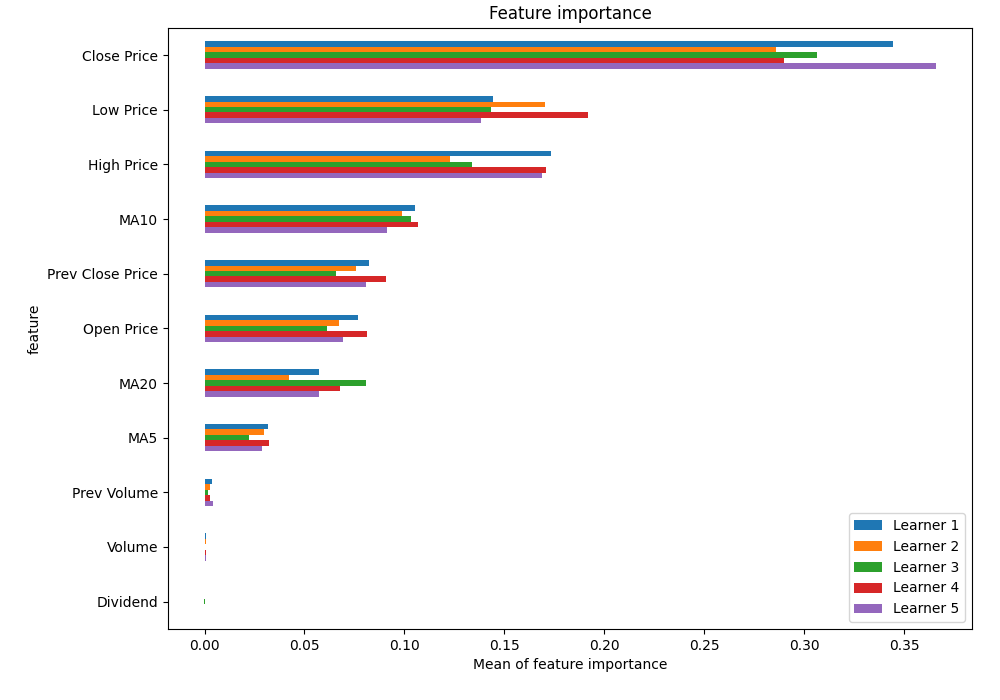 Feature importance
Close Price
Low Price
High Price
MA10
Prev Close Price
Open Price
MA20
MA5
Prev Volume
Volume
Dividend
feature
Learner 1
Learner 2
Learner 3
Learner 4
Learner 5
0.00 0.05 0.10 0.15 0.20 0.25 0.30 0.35
Mean of feature importance